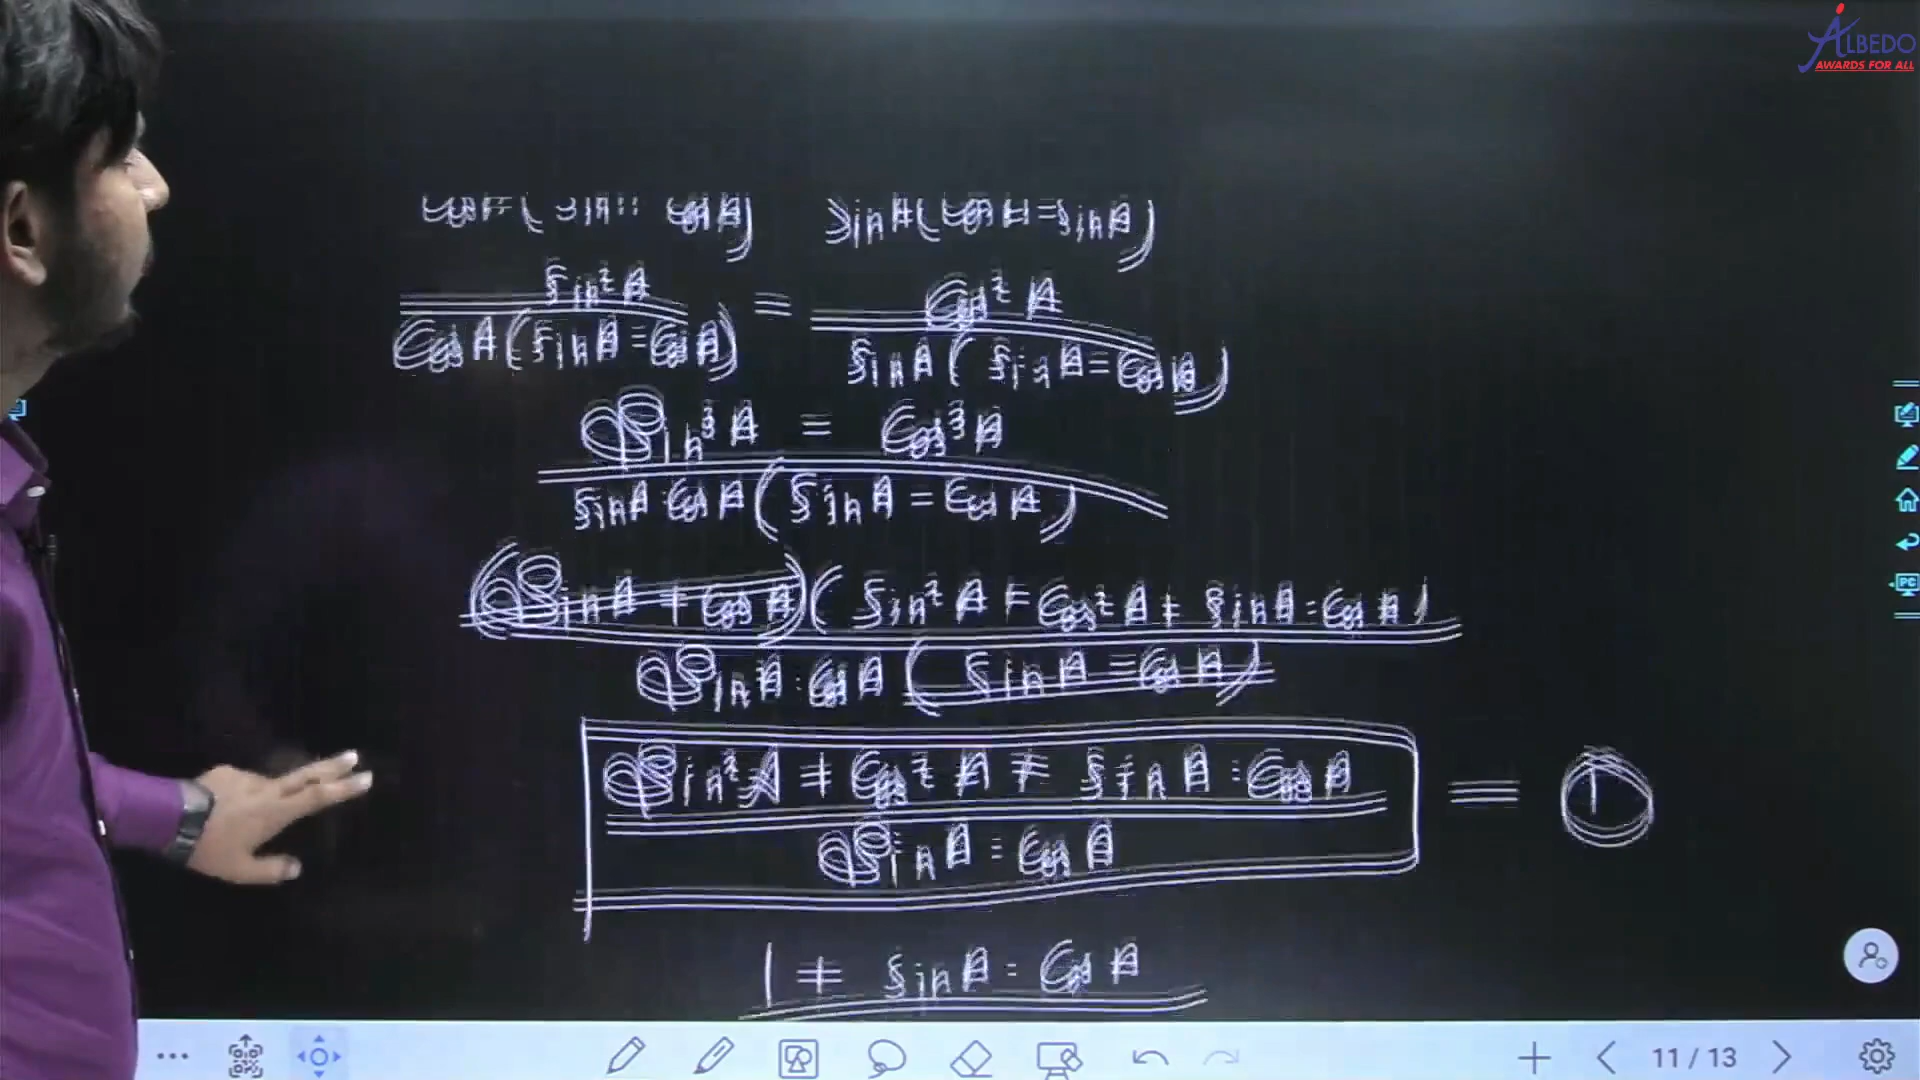 ALBEDO
AWARDS FOR ALL
cosA(sinA-cosA) sinA(cosA-sinA)
sin²A/cosA(sinA-cosA) - cos²A/sinA(sinA-cosA)
sin³A - cos³A
sinA·cosA(sinA-cosA)
(sinA-cosA)(sin²A+cos²A+sinA·cosA)
sinA·cosA(sinA-cosA)
sin²A+cos²A+sinA·cosA = ①
sinA·cosA
1+sinA·cosA
PC
11 / 13